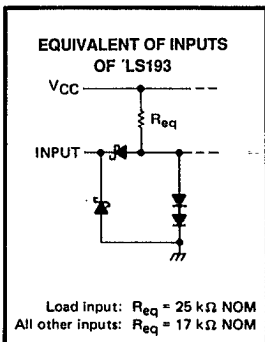 EQUIVALENT OF INPUTS
OF 'LS193
VCC
Req
INPUT
Load input: Req = 25 kΩ NOM
All other inputs: Req = 17 kΩ NOM